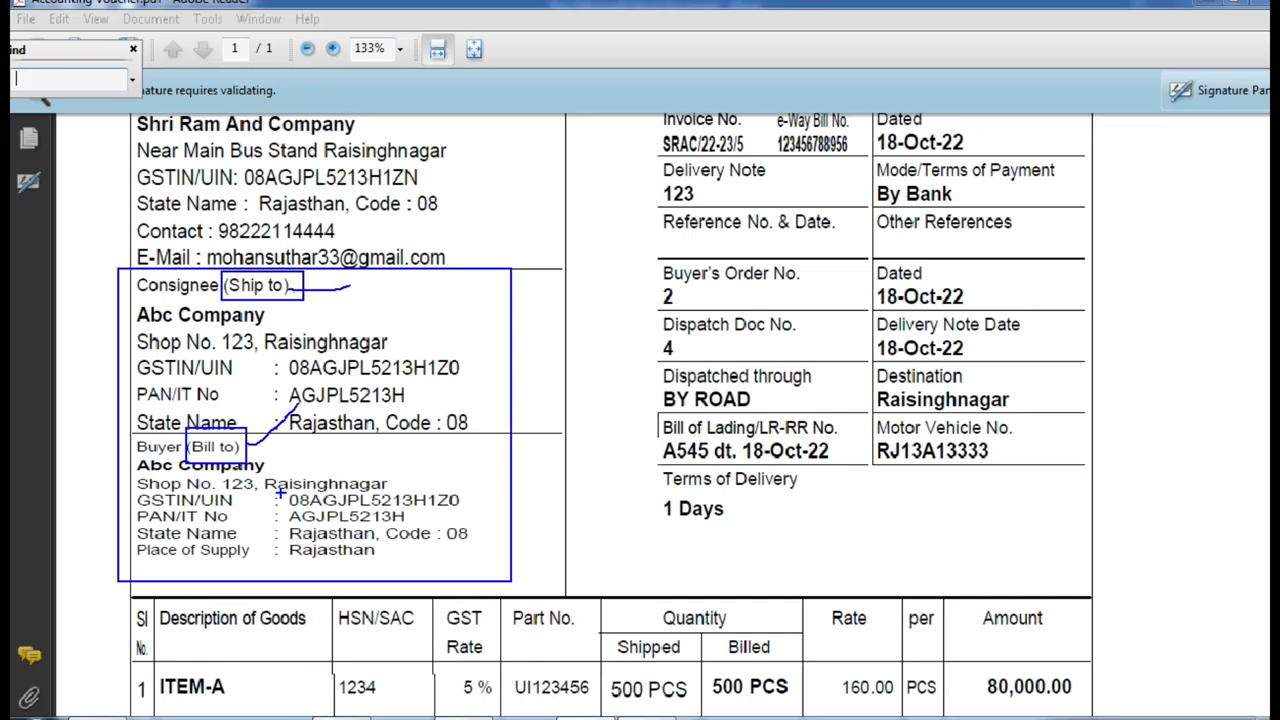 Accounting Voucher.pdf - Adobe Reader
File Edit View Document Tools Window Help
1 / 1 133%
requires validating.
Shri Ram And Company
Near Main Bus Stand Raisinghnagar
GSTIN/UIN: 08AGJPL5213H1ZN
State Name : Rajasthan, Code : 08
Contact : 98222114444
E-Mail : mohansuthar33@gmail.com
Consignee (Ship to)
Abc Company
Shop No. 123, Raisinghnagar
GSTIN/UIN : 08AGJPL5213H1Z0
PAN/IT No : AGJPL5213H
State Name : Rajasthan, Code : 08
Buyer (Bill to)
Abc Company
Shop No. 123, Raisinghnagar
GSTIN/UIN : 08AGJPL5213H1Z0
PAN/IT No : AGJPL5213H
State Name : Rajasthan, Code : 08
Place of Supply : Rajasthan
Invoice No. e-Way Bill No. Dated
SRAC/22-23/5 123456788956 18-Oct-22
Delivery Note Mode/Terms of Payment
123 By Bank
Reference No. & Date. Other References
Buyer's Order No. Dated
2 18-Oct-22
Dispatch Doc No. Delivery Note Date
4 18-Oct-22
Dispatched through Destination
BY ROAD Raisinghnagar
Bill of Lading/LR-RR No. Motor Vehicle No.
A545 dt. 18-Oct-22 RJ13A13333
Terms of Delivery
1 Days
Sl No. Description of Goods HSN/SAC GST Rate Part No. Quantity Rate per Amount
Shipped Billed
1 ITEM-A 1234 5 % UI123456 500 PCS 500 PCS 160.00 PCS 80,000.00